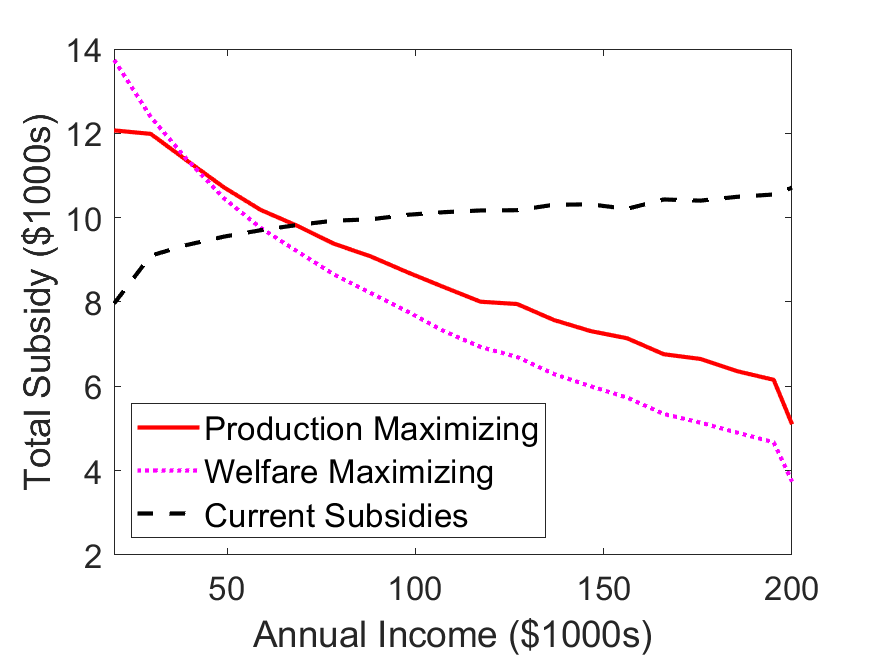 14
12
10
8
6
4
2
Total Subsidy ($1000s)
Production Maximizing
Welfare Maximizing
Current Subsidies
50
100
150
200
Annual Income ($1000s)